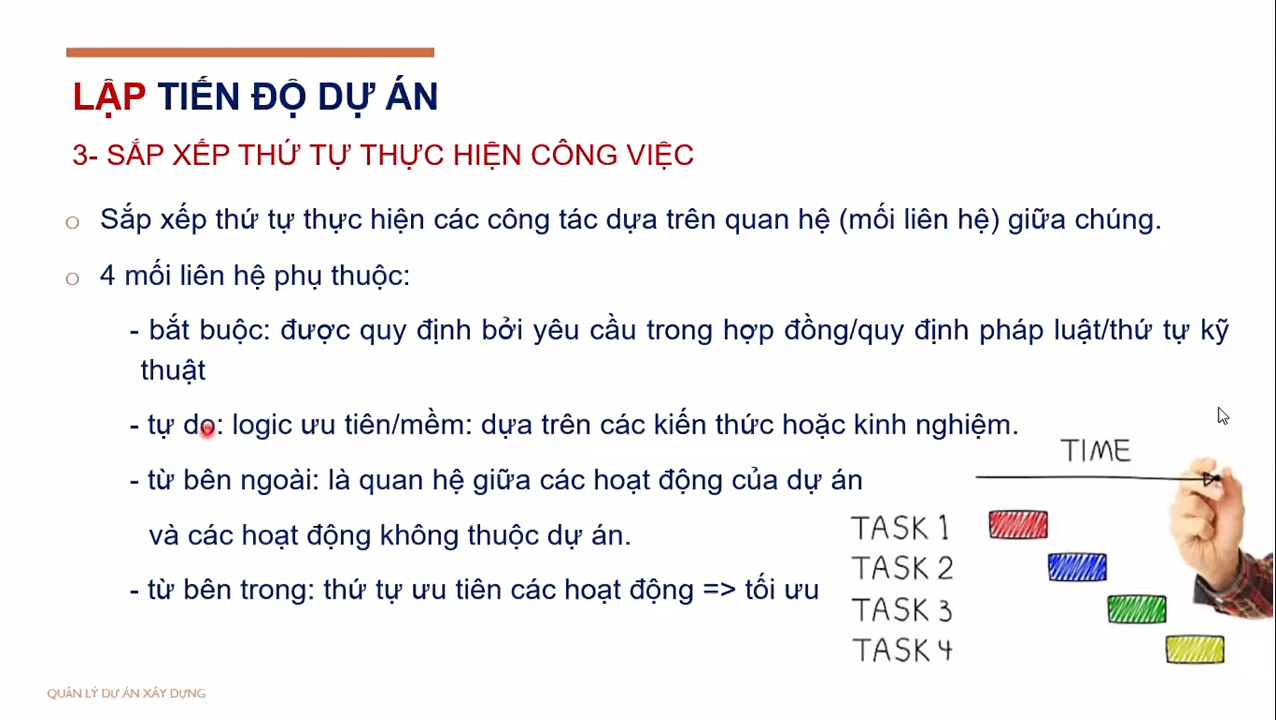 LẬP TIẾN ĐỘ DỰ ÁN
3- SẮP XẾP THỨ TỰ THỰC HIỆN CÔNG VIỆC
o Sắp xếp thứ tự thực hiện các công tác dựa trên quan hệ (mối liên hệ) giữa chúng.
o 4 mối liên hệ phụ thuộc:
- bắt buộc: được quy định bởi yêu cầu trong hợp đồng/quy định pháp luật/thứ tự kỹ
thuật
- tự do: logic ưu tiên/mềm: dựa trên các kiến thức hoặc kinh nghiệm.
- từ bên ngoài: là quan hệ giữa các hoạt động của dự án
và các hoạt động không thuộc dự án.
- từ bên trong: thứ tự ưu tiên các hoạt động => tối ưu
TIME
TASK 1
TASK 2
TASK 3
TASK 4
QUẢN LÝ DỰ ÁN XÂY DỰNG